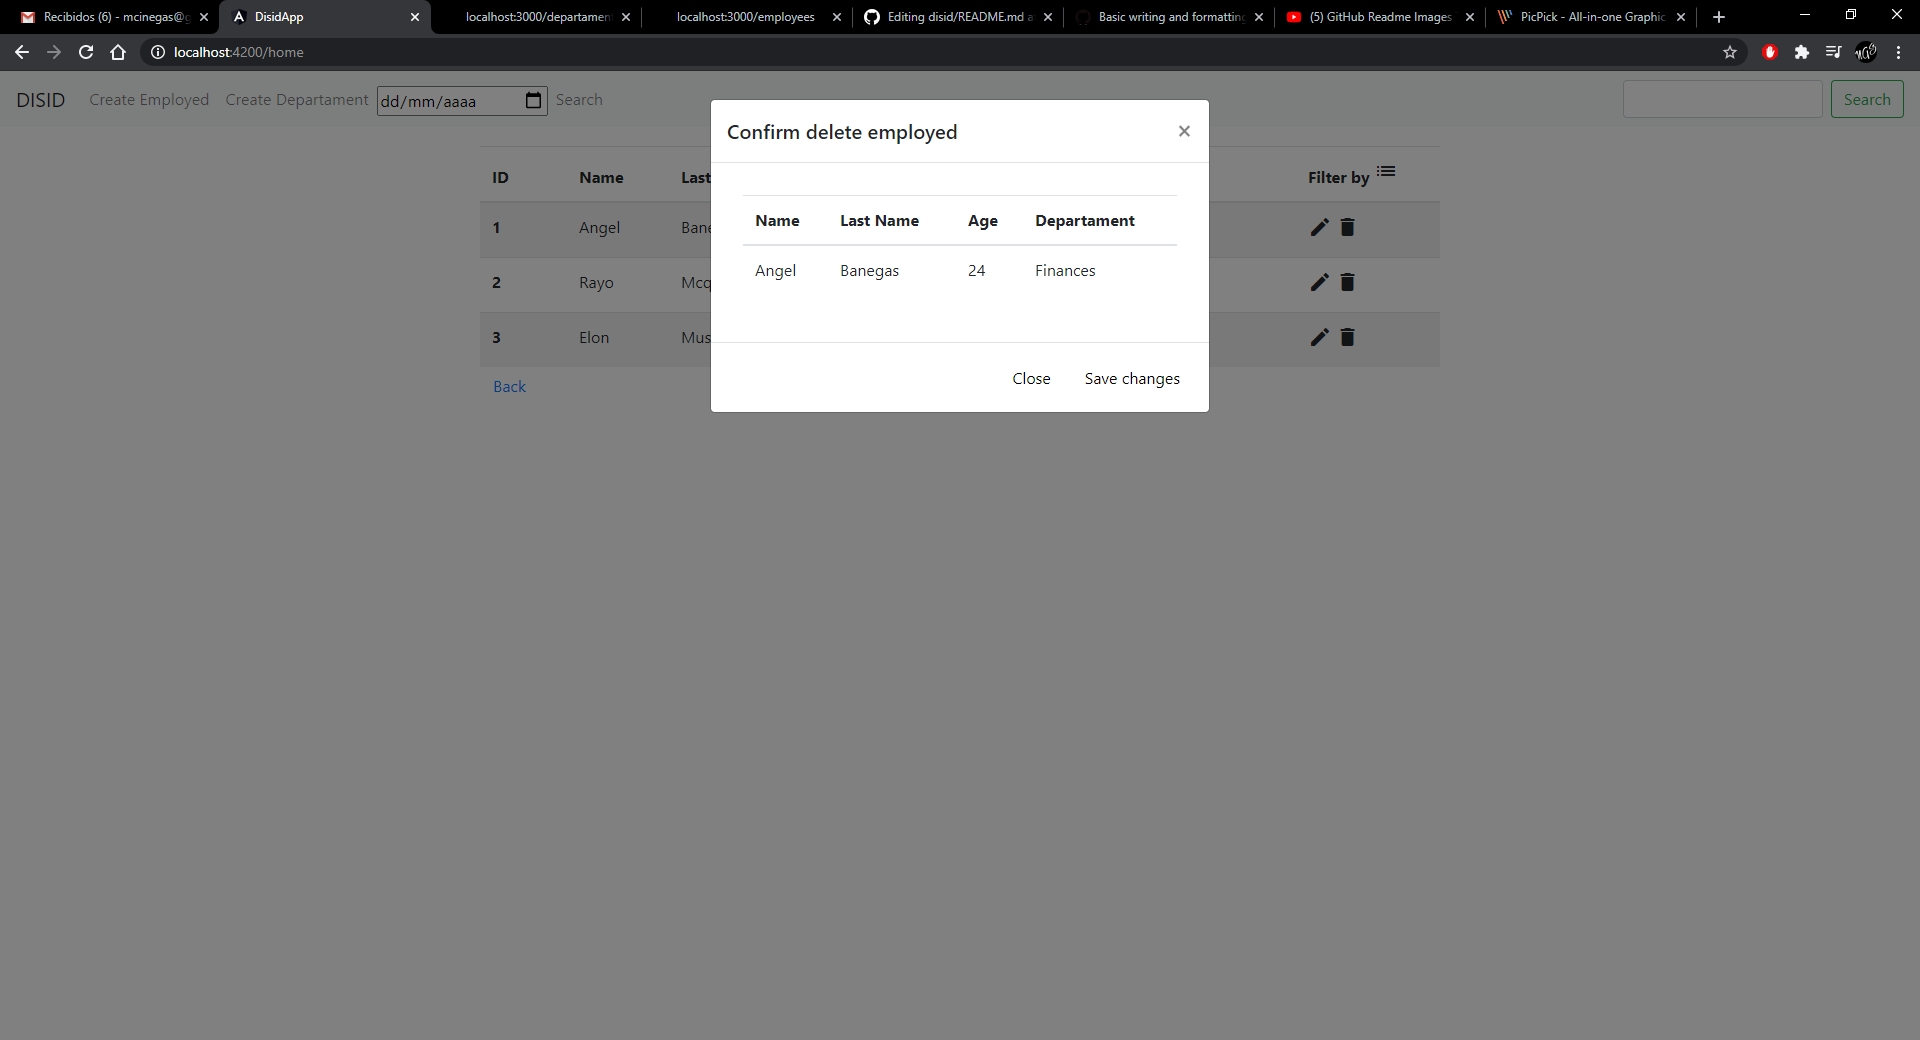 Recibidos (6) - mcinegas@g
DisidApp
localhost:3000/departament
localhost:3000/employees
Editing disid/README.md a
Basic writing and formatting
(5) GitHub Readme Images
PicPick - All-in-one Graphic
localhost:4200/home
DISID Create Employed Create Departament dd/mm/aaaa Search Search
Confirm delete employed
ID Name Last Filter by
1 Angel Bane
2 Rayo Mcq
3 Elon Mus
Back
Name Last Name Age Departament
Angel Banegas 24 Finances
Close Save changes